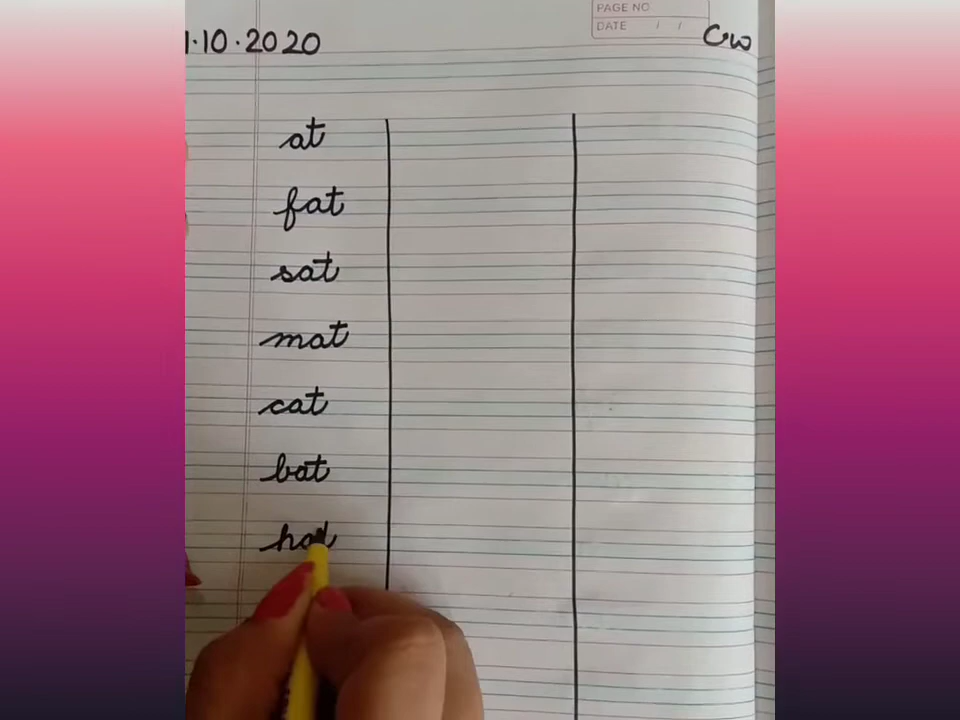 PAGE NO
DATE / /
1.10.2020 CW
at
fat
sat
mat
cat
bat